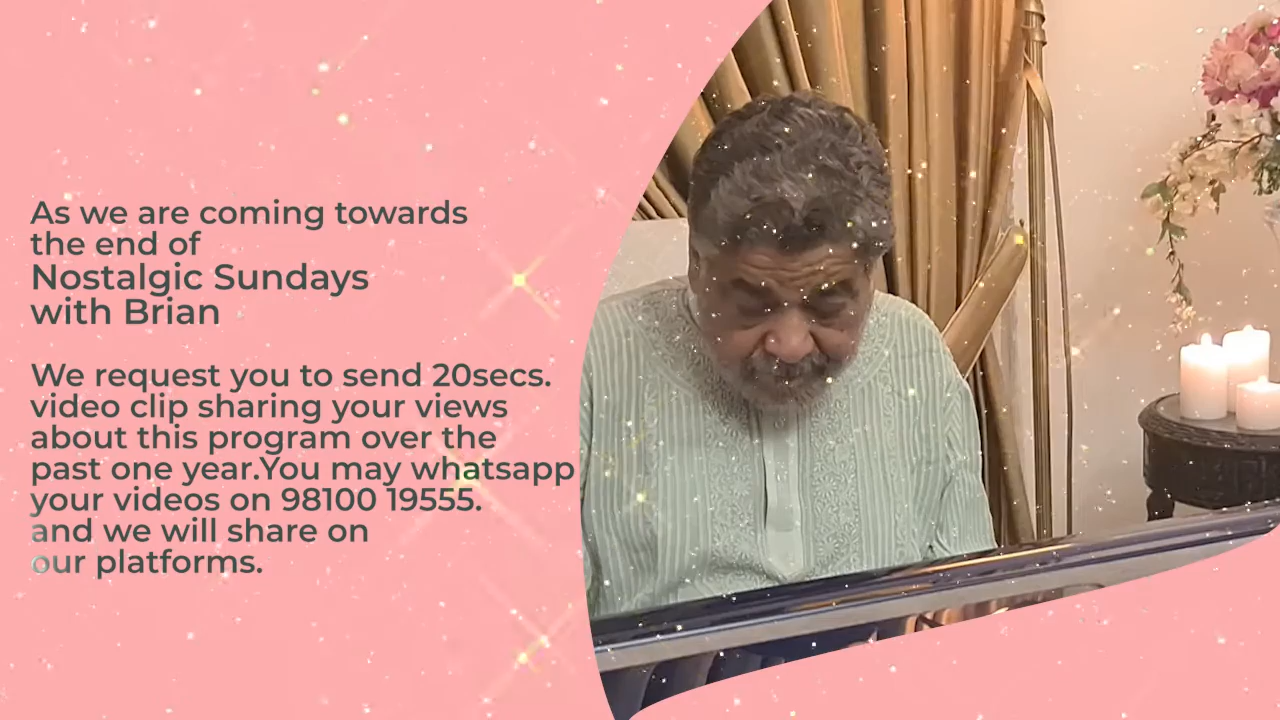 As we are coming towards
the end of
Nostalgic Sundays
with Brian
We request you to send 20secs.
video clip sharing your views
about this program over the
past one year.You may whatsapp
your videos on 98100 19555.
and we will share on
our platforms.